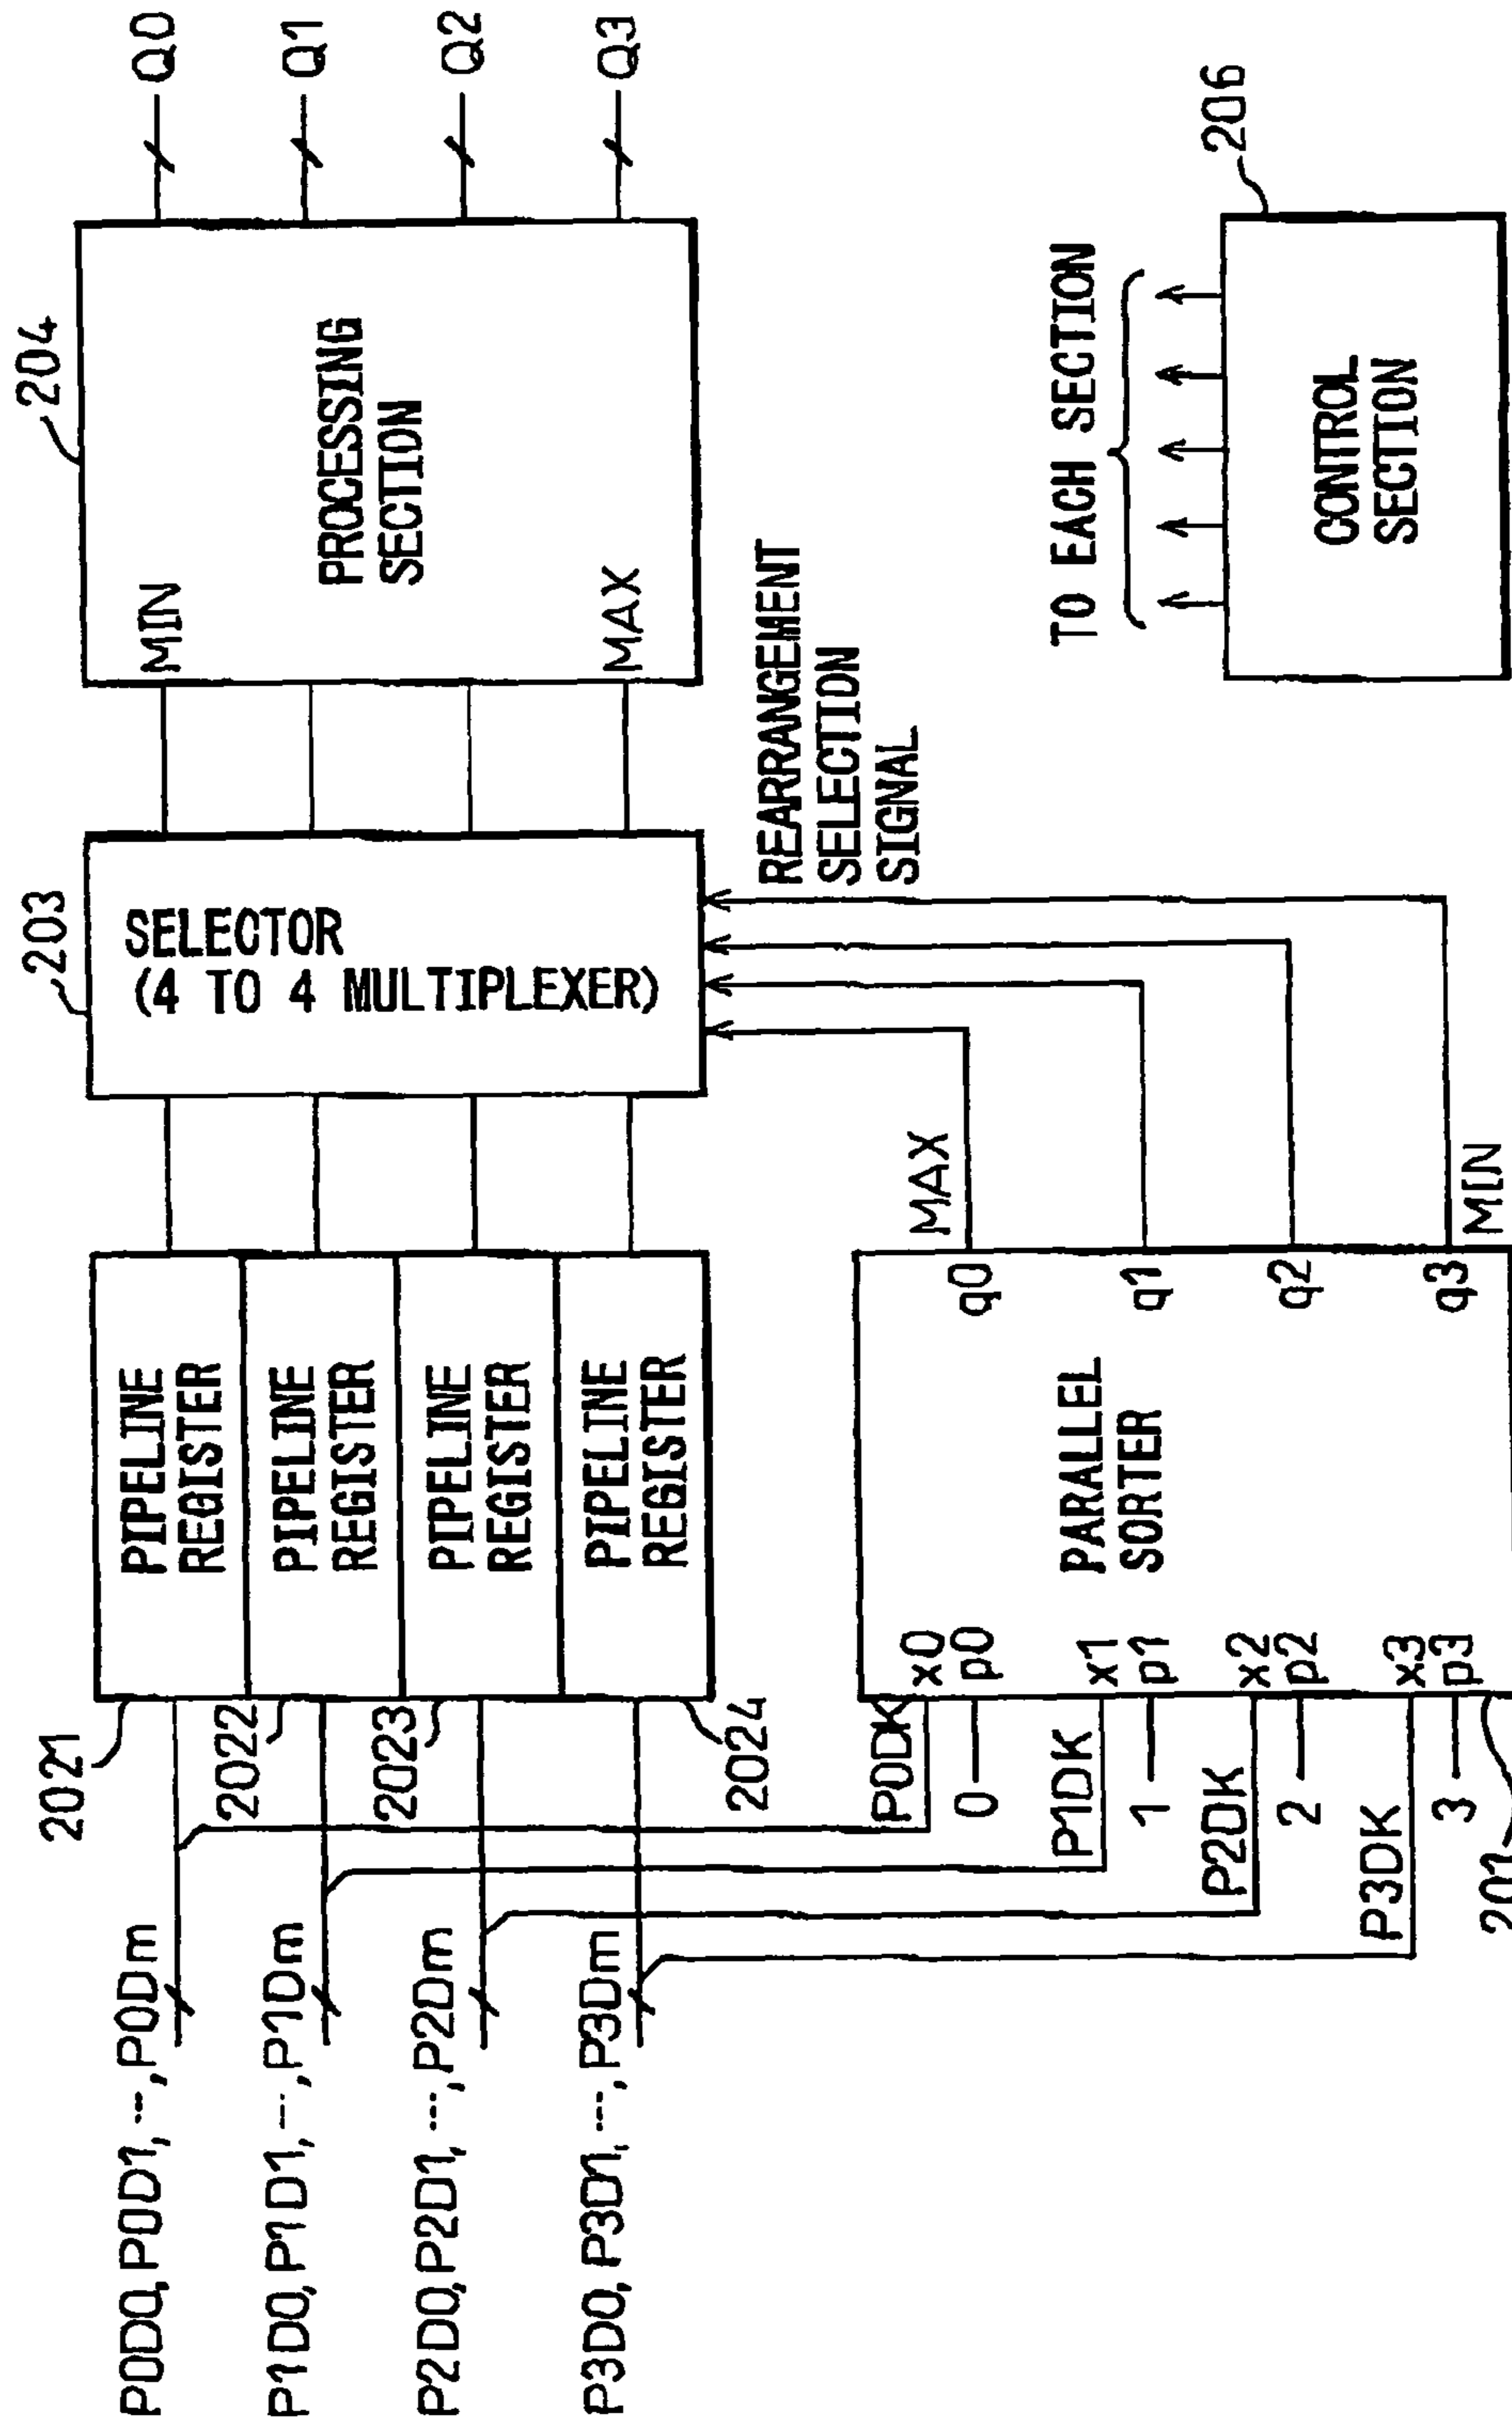 P0D0,P0D1,---,P0Dm
P1D0,P1D1,---,P1Dm
P2D0,P2D1,---,P2Dm
P3D0,P3D1,---,P3Dm
2021
PIPELINE
REGISTER
2022
PIPELINE
REGISTER
2023
PIPELINE
REGISTER
2024
PIPELINE
REGISTER
203
SELECTOR
(4 TO 4 MULTIPLEXER)
204
MIN
PROCESSING
SECTION
MAX
Q0
Q1
Q2
Q3
REARRANGEMENT
SELECTION
SIGNAL
P0DK
x0
0
p0
P1DK
x1
1
p1
P2DK
x2
2
p2
P3DK
x3
3
p3
201
PARALLEL
SORTER
q0
q1
q2
q3
MAX
MIN
TO EACH SECTION
206
CONTROL
SECTION